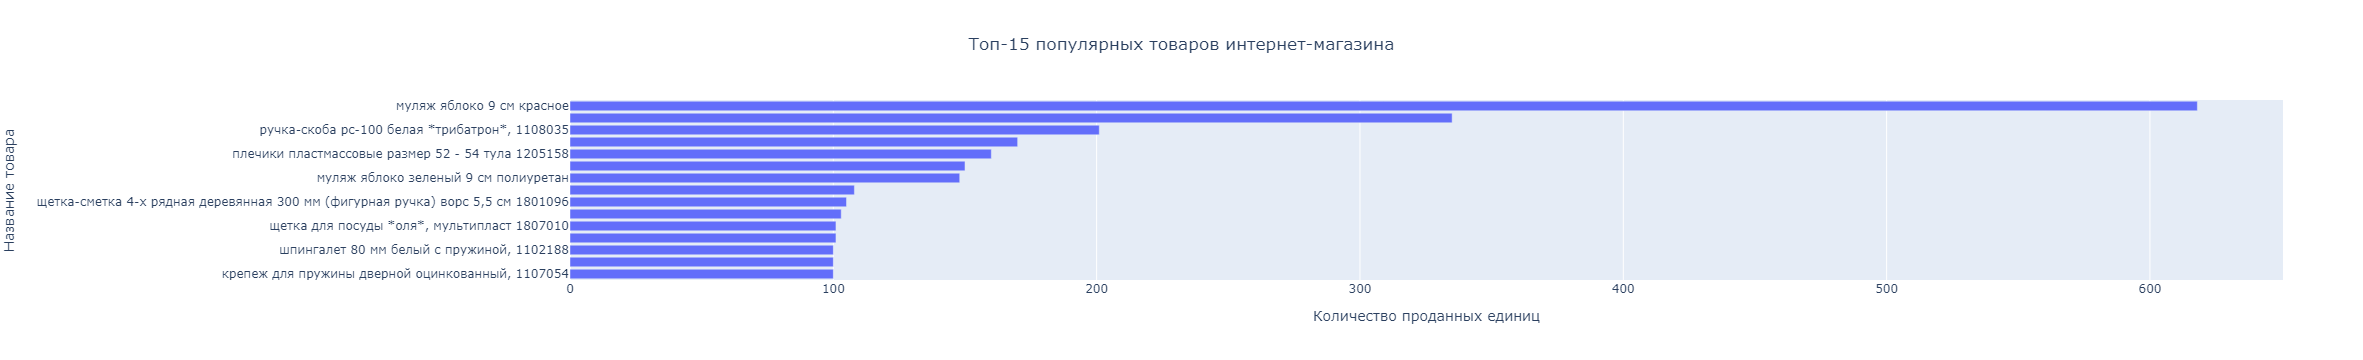 Топ-15 популярных товаров интернет-магазина
Название товара
муляж яблоко 9 см красное
ручка-скоба рс-100 белая *трибатрон*, 1108035
плечики пластмассовые размер 52 - 54 тула 1205158
муляж яблоко зеленый 9 см полиуретан
щетка-сметка 4-х рядная деревянная 300 мм (фигурная ручка) ворс 5,5 см 1801096
щетка для посуды *оля*, мультипласт 1807010
шпингалет 80 мм белый с пружиной, 1102188
крепеж для пружины дверной оцинкованный, 1107054
0 100 200 300 400 500 600
Количество проданных единиц